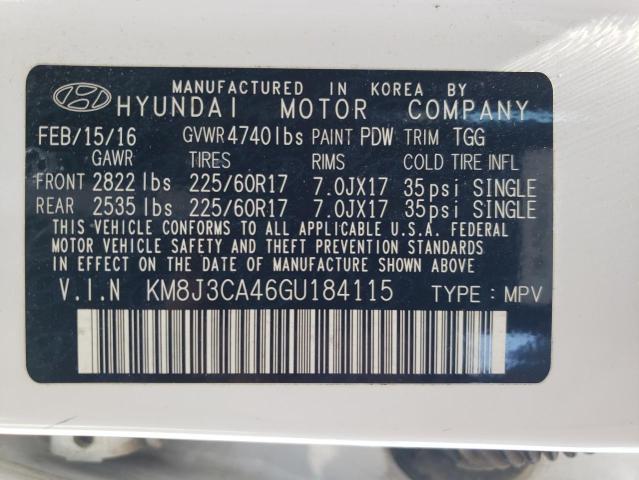 MANUFACTURED IN KOREA BY
HYUNDAI MOTOR COMPANY
FEB/15/16 GVWR 4740lbs PAINT PDW TRIM TGG
GAWR TIRES RIMS COLD TIRE INFL
FRONT 2822 lbs 225/60R17 7.0JX17 35psi SINGLE
REAR 2535 lbs 225/60R17 7.0JX17 35psi SINGLE
THIS VEHICLE CONFORMS TO ALL APPLICABLE U.S.A. FEDERAL
MOTOR VEHICLE SAFETY AND THEFT PREVENTION STANDARDS
IN EFFECT ON THE DATE OF MANUFACTURE SHOWN ABOVE
V.I.N KM8J3CA46GU184115 TYPE : MPV